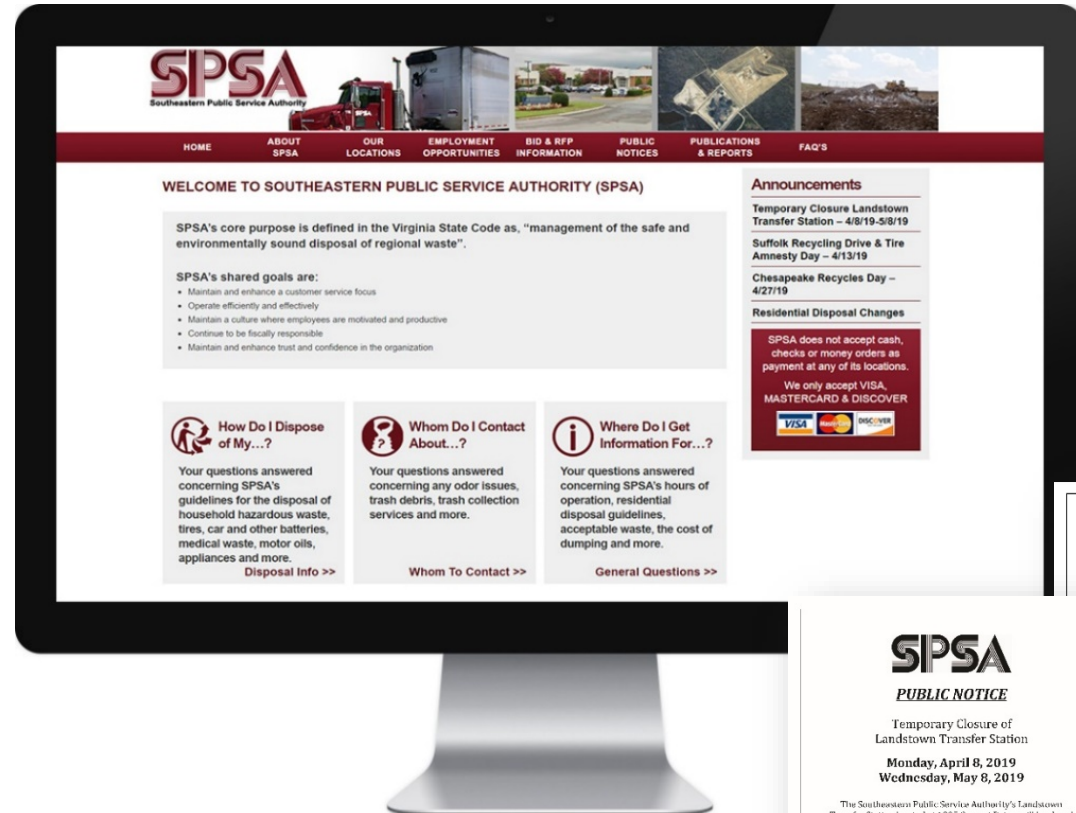 SPSA
Southeastern Public Service Authority
SPSA
HOME
ABOUT
SPSA
OUR
LOCATIONS
EMPLOYMENT
OPPORTUNITIES
BID & RFP
INFORMATION
PUBLIC
NOTICES
PUBLICATIONS
& REPORTS
FAQ'S
WELCOME TO SOUTHEASTERN PUBLIC SERVICE AUTHORITY (SPSA)
SPSA's core purpose is defined in the Virginia State Code as, “management of the safe and
environmentally sound disposal of regional waste”.
SPSA's shared goals are:
• Maintain and enhance a customer service focus
• Operate efficiently and effectively
• Maintain a culture where employees are motivated and productive
• Continue to be fiscally responsible
• Maintain and enhance trust and confidence in the organization
How Do I Dispose
of My…?
Your questions answered
concerning SPSA's
guidelines for the disposal of
household hazardous waste,
tires, car and other batteries,
medical waste, motor oils,
appliances and more.
Disposal Info >>
Whom Do I Contact
About…?
Your questions answered
concerning any odor issues,
trash debris, trash collection
services and more.
Whom To Contact >>
Where Do I Get
Information For…?
Your questions answered
concerning SPSA's hours of
operation, residential
disposal guidelines,
acceptable waste, the cost of
dumping and more.
General Questions >>
Announcements
Temporary Closure Landstown
Transfer Station – 4/8/19-5/8/19
Suffolk Recycling Drive & Tire
Amnesty Day – 4/13/19
Chesapeake Recycles Day –
4/27/19
Residential Disposal Changes
SPSA does not accept cash,
checks or money orders as
payment at any of its locations.
We only accept VISA,
MASTERCARD & DISCOVER
VISA
MasterCard
DISCOVER
SPSA
PUBLIC NOTICE
Temporary Closure of
Landstown Transfer Station
Monday, April 8, 2019
Wednesday, May 8, 2019
The Southeastern Public Service Authority's Landstown